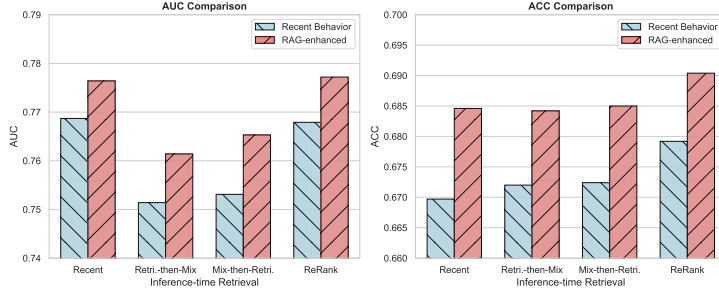 AUC Comparison
0.79
0.78
0.77
0.76
0.75
0.74
AUC
Recent Behavior
RAG-enhanced
Recent
Retri.-then-Mix
Mix-then-Retri.
ReRank
Inference-time Retrieval
ACC Comparison
0.700
0.695
0.690
0.685
0.680
0.675
0.670
0.665
0.660
ACC
Recent Behavior
RAG-enhanced
Recent
Retri.-then-Mix
Mix-then-Retri.
ReRank
Inference-time Retrieval